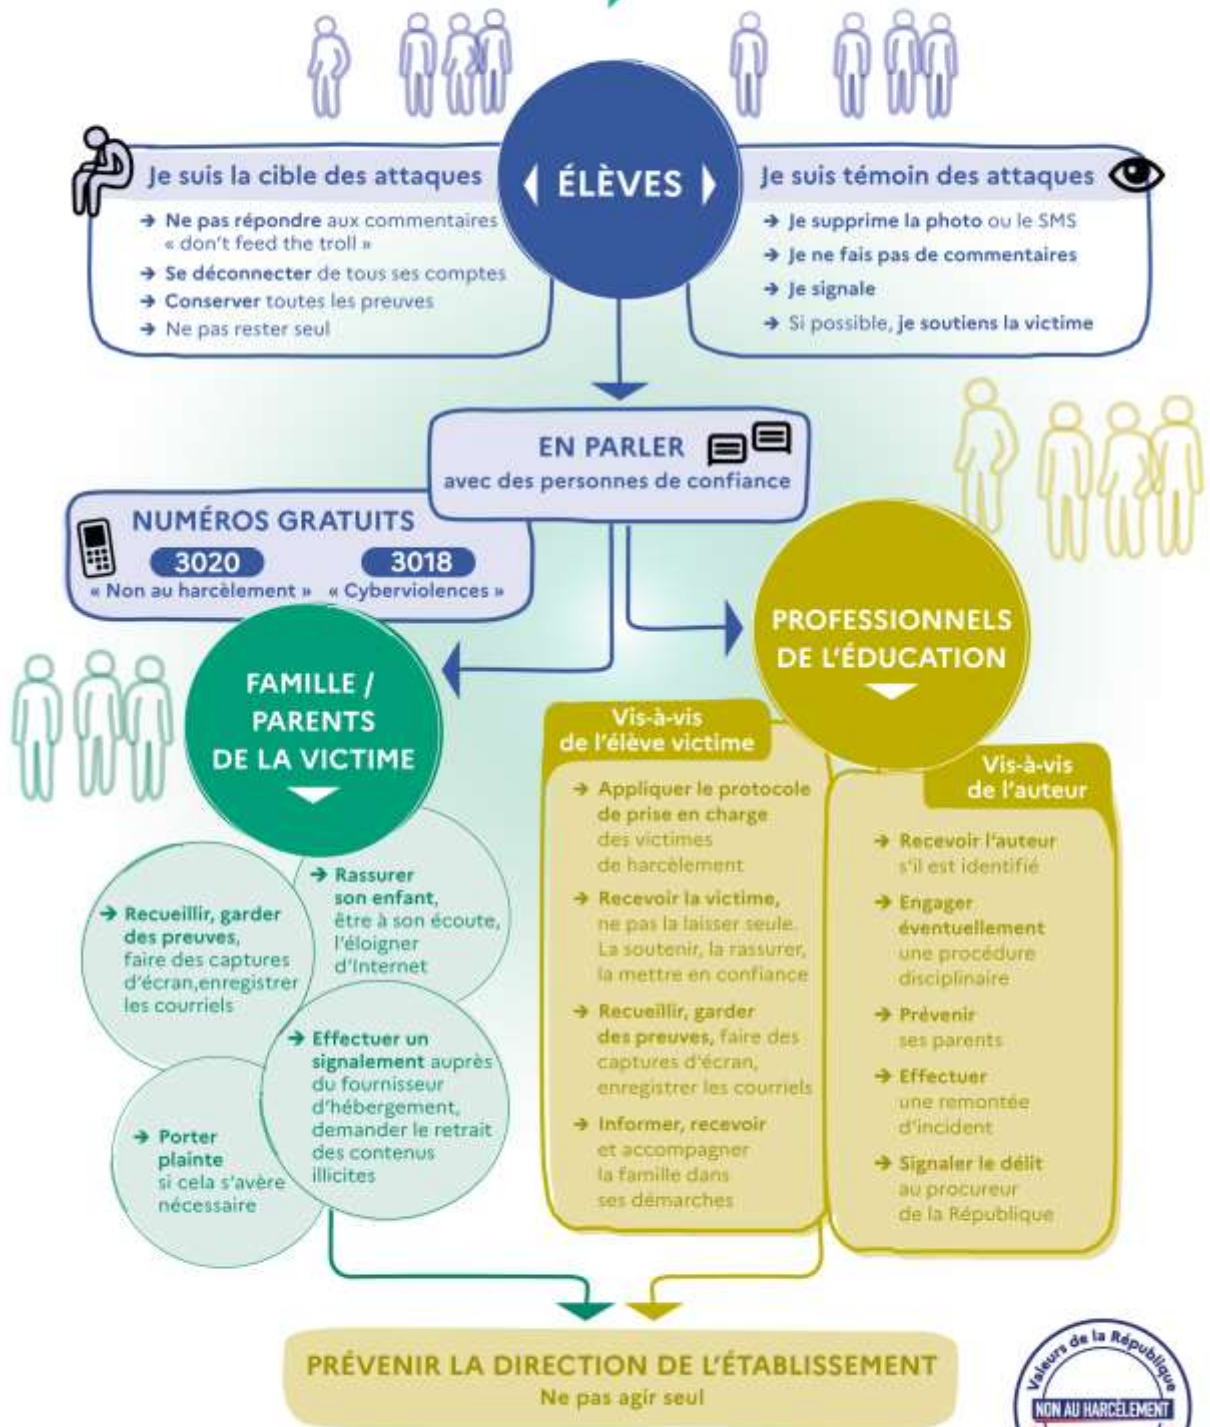 ÉLÈVES
Je suis la cible des attaques
→ Ne pas répondre aux commentaires
« don't feed the troll »
→ Se déconnecter de tous ses comptes
→ Conserver toutes les preuves
→ Ne pas rester seul
Je suis témoin des attaques
→ Je supprime la photo ou le SMS
→ Je ne fais pas de commentaires
→ Je signale
→ Si possible, je soutiens la victime
EN PARLER
avec des personnes de confiance
NUMÉROS GRATUITS
3020
« Non au harcèlement »
3018
« Cyberviolences »
FAMILLE /
PARENTS
DE LA VICTIME
→ Rassurer
son enfant,
être à son écoute,
l'éloigner
d'Internet
→ Recueillir, garder
des preuves,
faire des captures
d'écran,enregistrer
les courriels
→ Effectuer un
signalement auprès
du fournisseur
d'hébergement,
demander le retrait
des contenus
illicites
→ Porter
plainte
si cela s'avère
nécessaire
PROFESSIONNELS
DE L'ÉDUCATION
Vis-à-vis
de l'élève victime
→ Appliquer le protocole
de prise en charge
des victimes
de harcèlement
→ Recevoir la victime,
ne pas la laisser seule.
La soutenir, la rassurer,
la mettre en confiance
→ Recueillir, garder
des preuves, faire des
captures d'écran,
enregistrer les courriels
→ Informer, recevoir
et accompagner
la famille dans
ses démarches
Vis-à-vis
de l'auteur
→ Recevoir l'auteur
s'il est identifié
→ Engager
éventuellement
une procédure
disciplinaire
→ Prévenir
ses parents
→ Effectuer
une remontée
d'incident
→ Signaler le délit
au procureur
de la République
PRÉVENIR LA DIRECTION DE L'ÉTABLISSEMENT
Ne pas agir seul
Valeurs de la République
NON AU HARCÈLEMENT